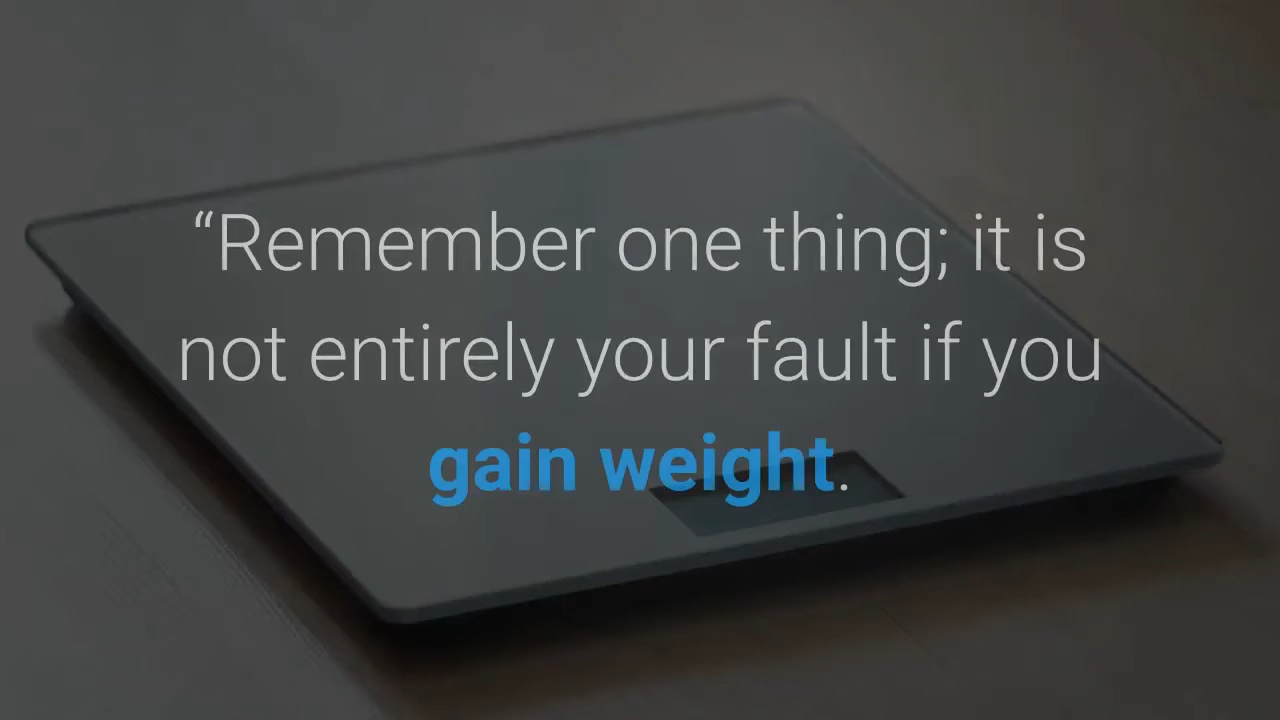 “Remember one thing; it is
not entirely your fault if you
gain weight.